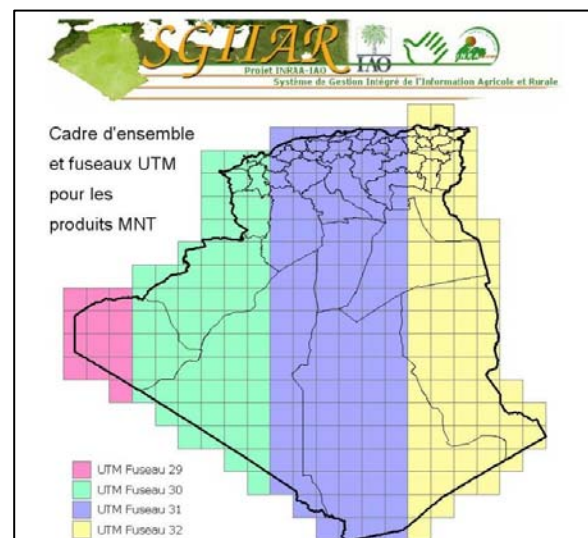 SGIIAR
IAO
Projet INRAA-IAO
Système de Gestion Intégré de l'Information Agricole et Rurale
Cadre d'ensemble
et fuseaux UTM
pour les
produits MNT
UTM Fuseau 29
UTM Fuseau 30
UTM Fuseau 31
UTM Fuseau 32